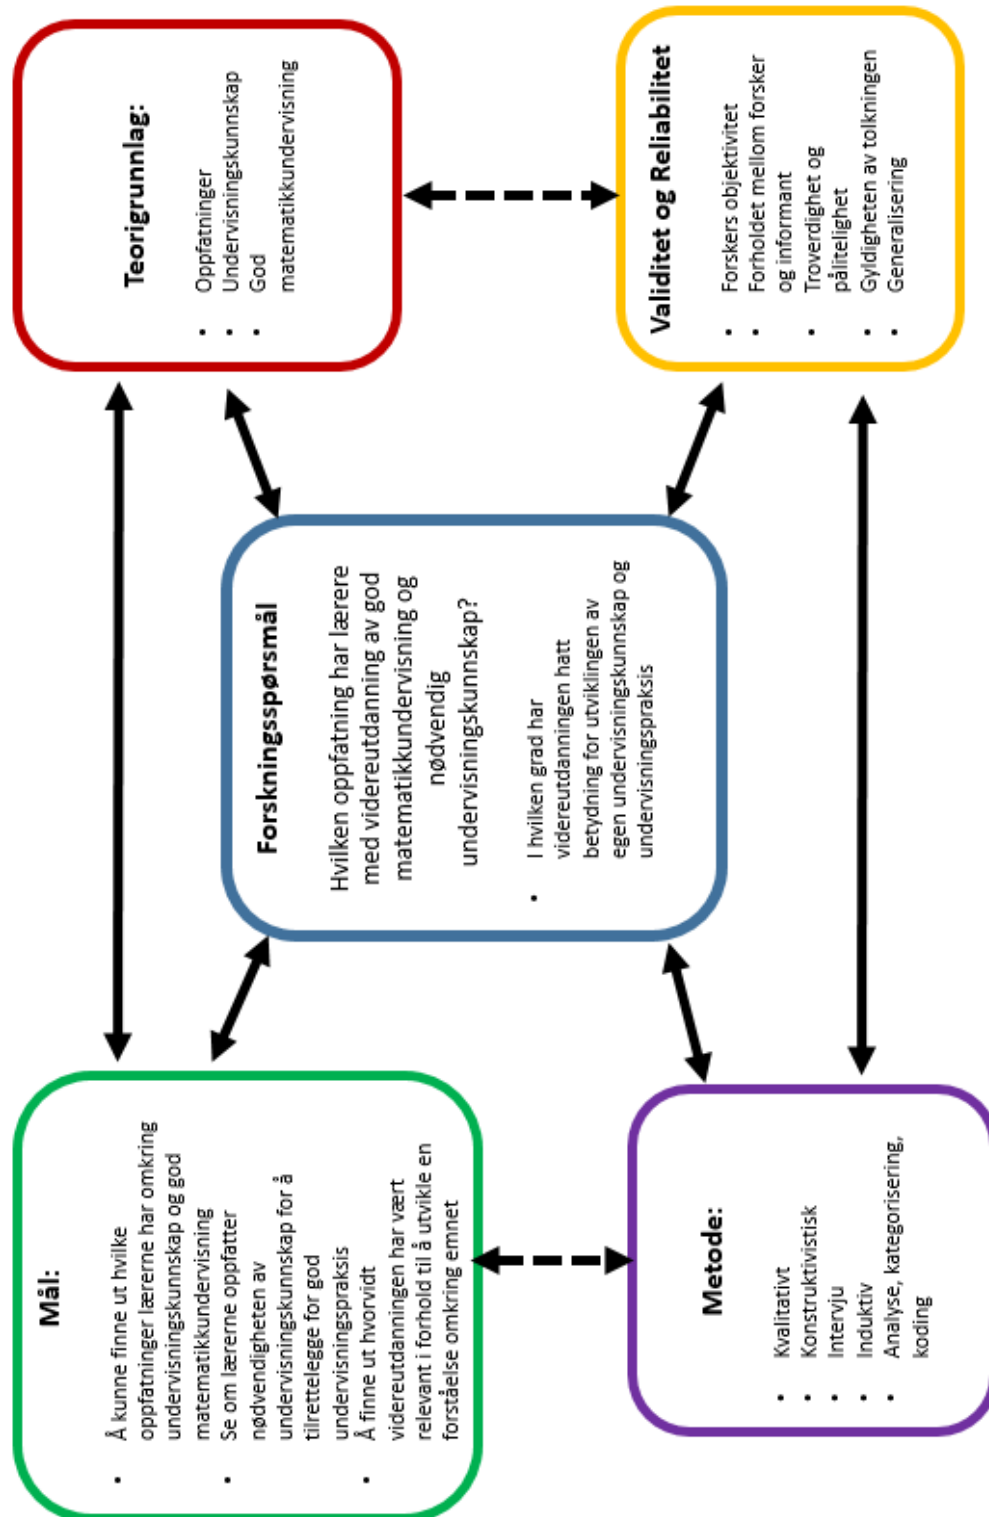 Mål:
• Å kunne finne ut hvilke
oppfatninger lærerne har omkring
undervisningskunnskap og god
matematikkundervisning
• Se om lærerne oppfatter
nødvendigheten av
undervisningskunnskap for å
tilrettelegge for god
undervisningspraksis
• Å finne ut hvorvidt
videreutdanningen har vært
relevant i forhold til å utvikle en
forståelse omkring emnet
Teorigrunnlag:
• Oppfatninger
• Undervisningskunnskap
• God
matematikkundervisning
Forskningsspørsmål
Hvilken oppfatning har lærere
med videreutdanning av god
matematikkundervisning og
nødvendig
undervisningskunnskap?
• I hvilken grad har
videreutdanningen hatt
betydning for utviklingen av
egen undervisningskunnskap og
undervisningspraksis
Metode:
• Kvalitativt
• Konstruktivistisk
• Intervju
• Induktiv
• Analyse, kategorisering,
koding
Validitet og Reliabilitet
• Forskers objektivitet
• Forholdet mellom forsker
og informant
• Troverdighet og
pålitelighet
• Gyldigheten av tolkningen
• Generalisering